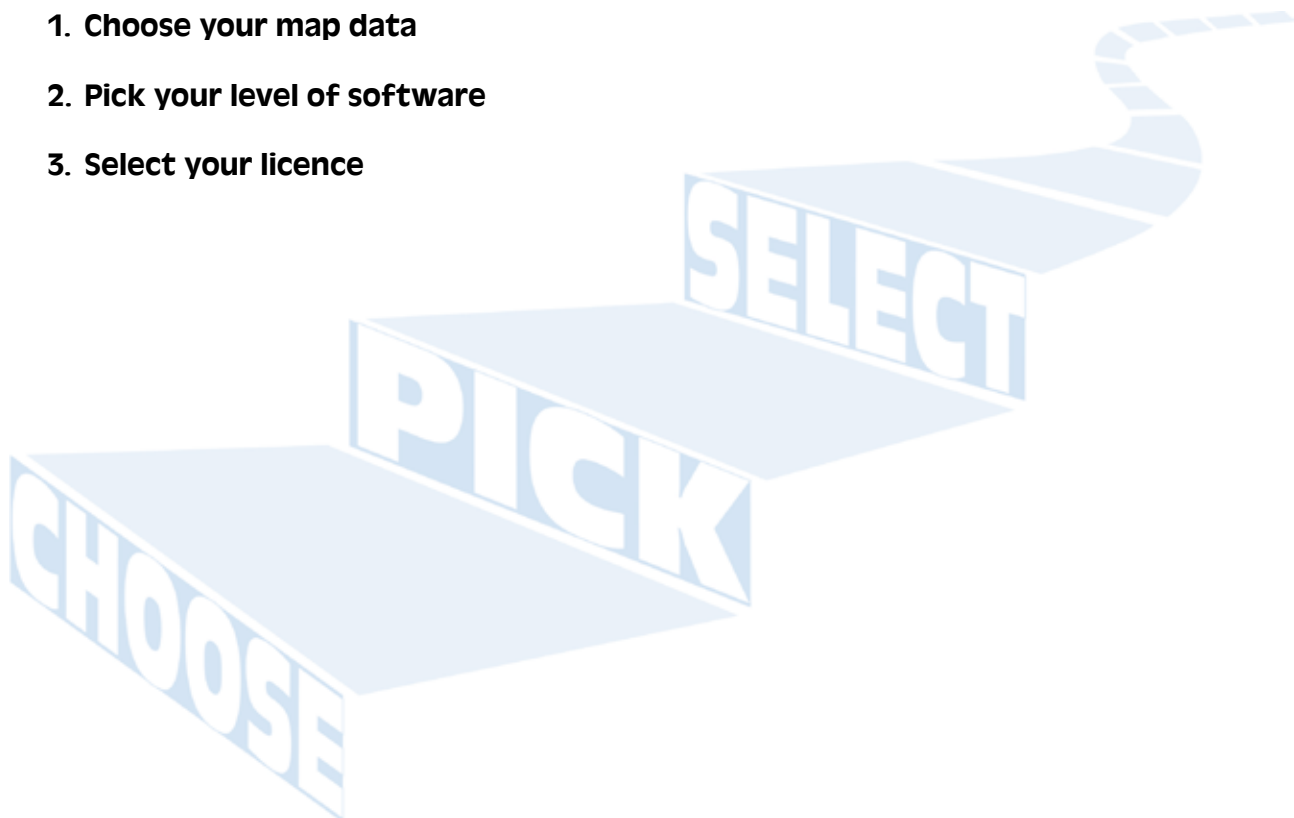 1. Choose your map data
2. Pick your level of software
3. Select your licence
SELECT
PICK
CHOOSE